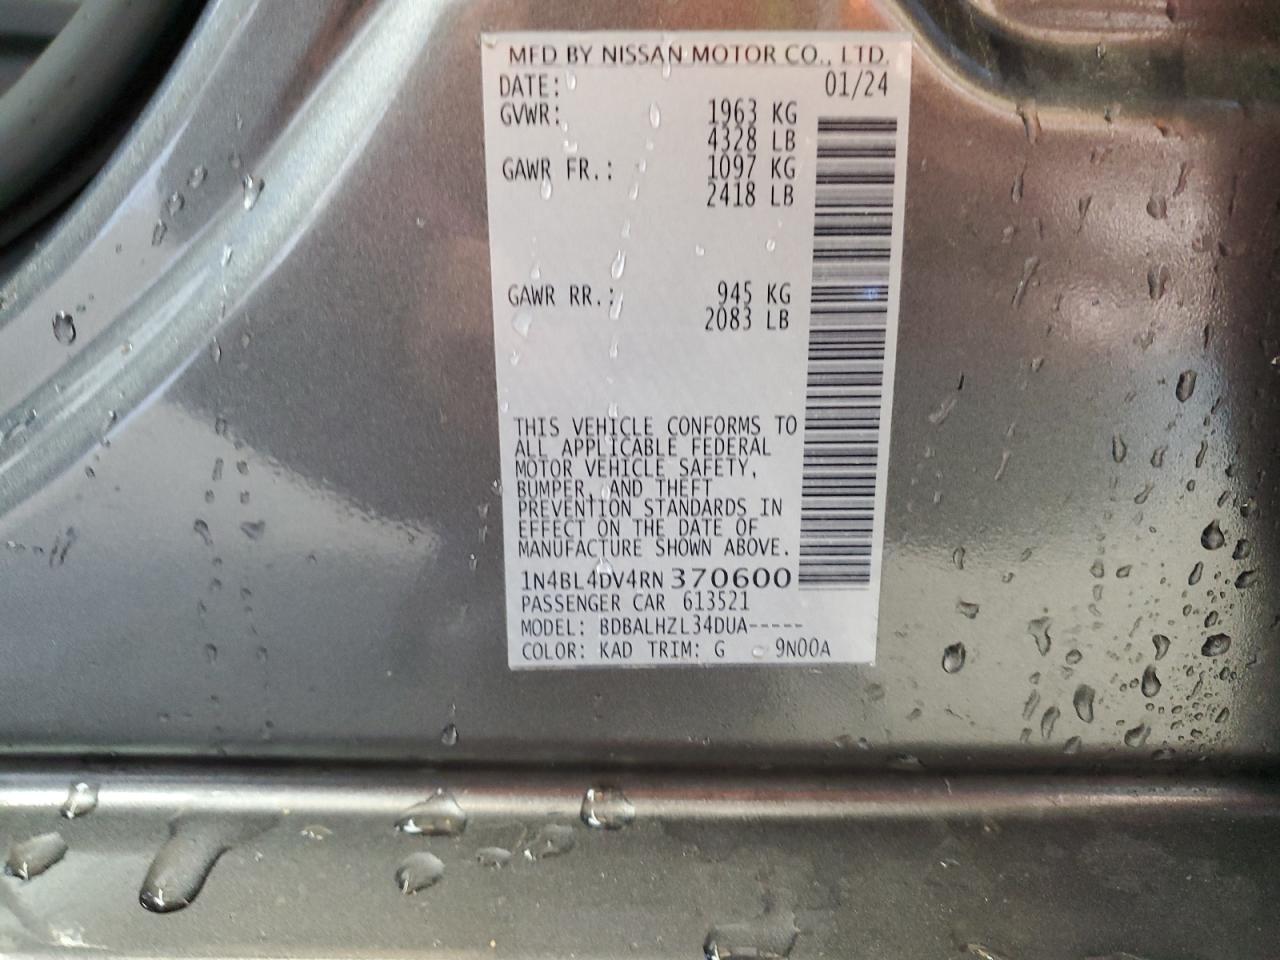 MFD BY NISSAN MOTOR CO., LTD.
DATE: 01/24
GVWR: 1963 KG
4328 LB
GAWR FR.: 1097 KG
2418 LB
GAWR RR.: 945 KG
2083 LB
THIS VEHICLE CONFORMS TO
ALL APPLICABLE FEDERAL
MOTOR VEHICLE SAFETY,
BUMPER, AND THEFT
PREVENTION STANDARDS IN
EFFECT ON THE DATE OF
MANUFACTURE SHOWN ABOVE.
1N4BL4DV4RN370600
PASSENGER CAR 613521
MODEL: BDBALHZL34DUA-----
COLOR: KAD TRIM: G 9N00A